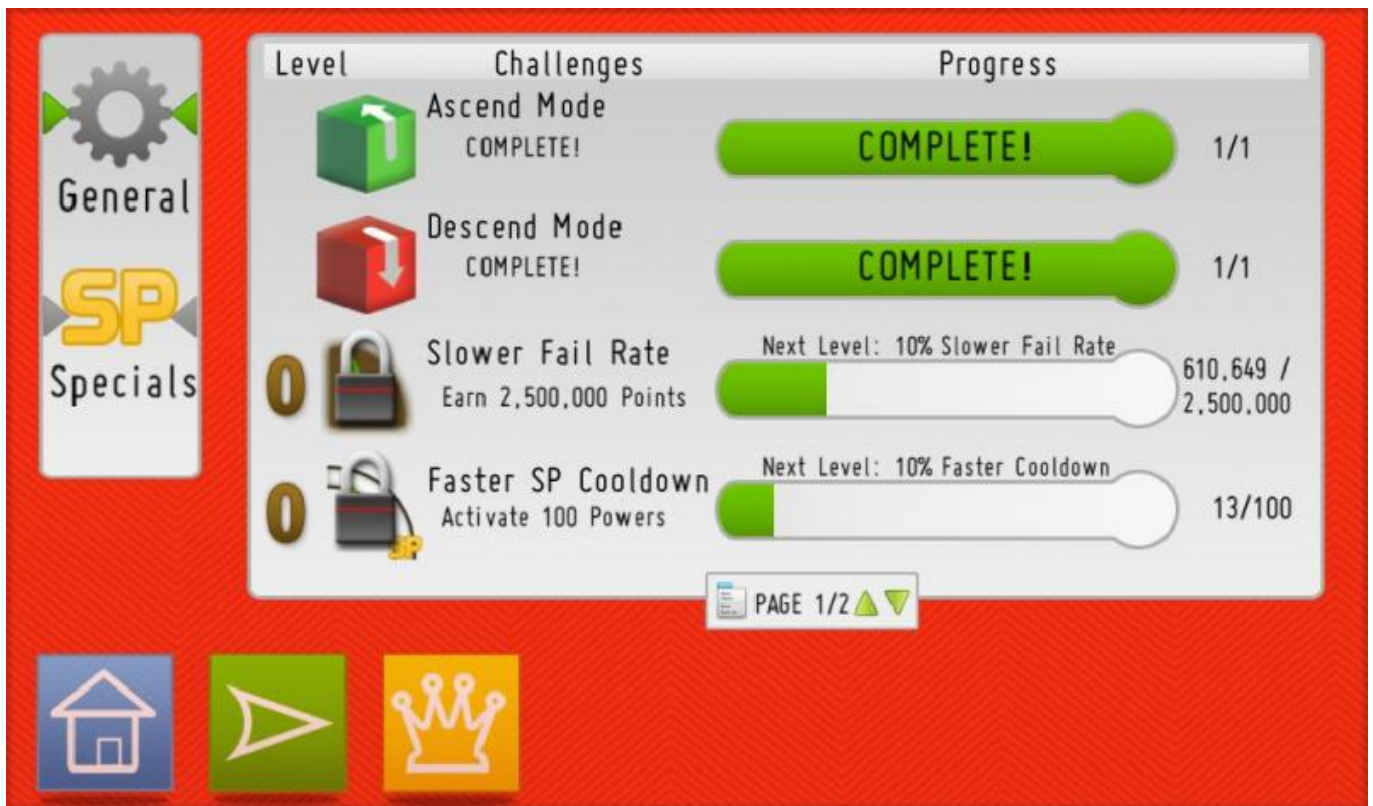 General
SP
Specials
Level Challenges Progress
Ascend Mode
COMPLETE!
COMPLETE!
1/1
Descend Mode
COMPLETE!
COMPLETE!
1/1
0
Slower Fail Rate
Earn 2,500,000 Points
Next Level: 10% Slower Fail Rate
610,649 /
2,500,000
0
SP
Faster SP Cooldown
Activate 100 Powers
Next Level: 10% Faster Cooldown
13/100
PAGE 1/2